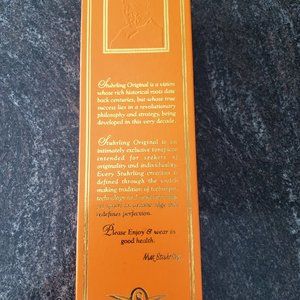 Stuhrling Original is a vision
whose rich historical roots date
back centuries, but whose true
success lies in a revolutionary
philosophy and strategy, being
developed in this very decade.
Stuhrling Original is an
intimately exclusive timepiece
intended for seekers of
originality and individuality.
Every Stuhrling creation is
defined through the watch
making tradition of technique,
redefines perfection.
Please Enjoy & wear in
good health.